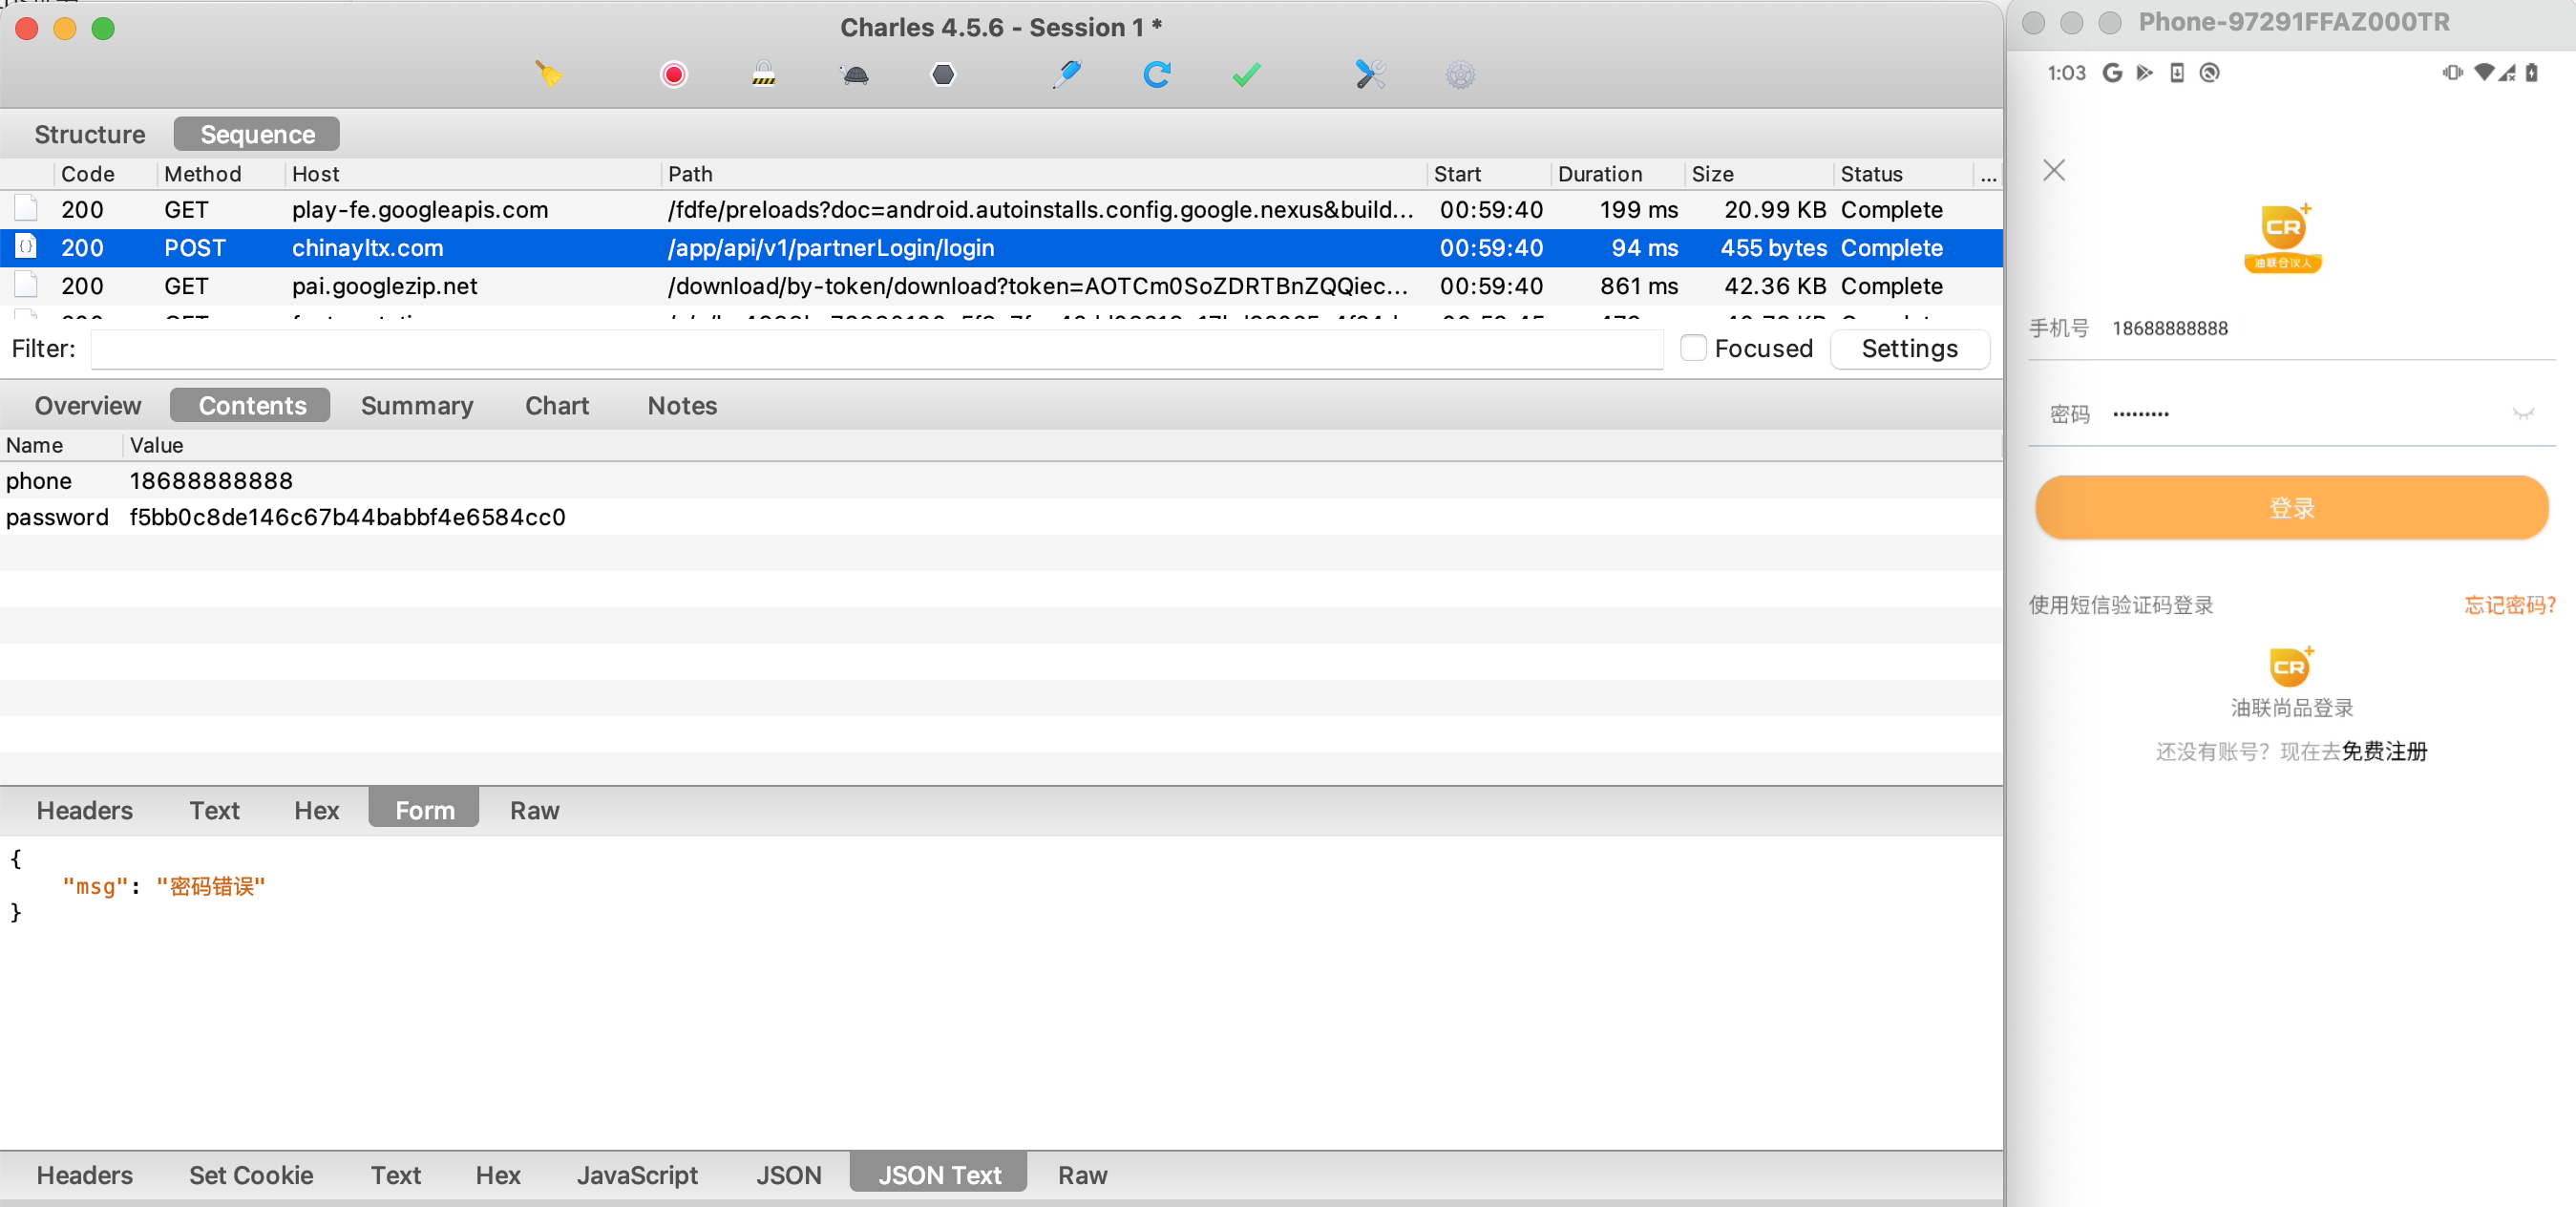 Charles 4.5.6 - Session 1 *
Structure Sequence
Code Method Host Path Start Duration Size Status ...
200 GET play-fe.googleapis.com /fdfe/preloads?doc=android.autoinstalls.config.google.nexus&build... 00:59:40 199 ms 20.99 KB Complete
200 POST chinayltx.com /app/api/v1/partnerLogin/login 00:59:40 94 ms 455 bytes Complete
200 GET pai.googlezip.net /download/by-token/download?token=AOTCm0SoZDRTBnZQQiec... 00:59:40 861 ms 42.36 KB Complete
Filter: Focused Settings
Overview Contents Summary Chart Notes
Name Value
phone 18688888888
password f5bb0c8de146c67b44babbf4e6584cc0
Headers Text Hex Form Raw
{
"msg": "密码错误"
}
Headers Set Cookie Text Hex JavaScript JSON JSON Text Raw
Phone-97291FFAZ000TR
1:03
CR+
油联合伙人
手机号 18688888888
密码 •••••••••
登录
使用短信验证码登录 忘记密码?
CR+
油联尚品登录
还没有账号? 现在去免费注册